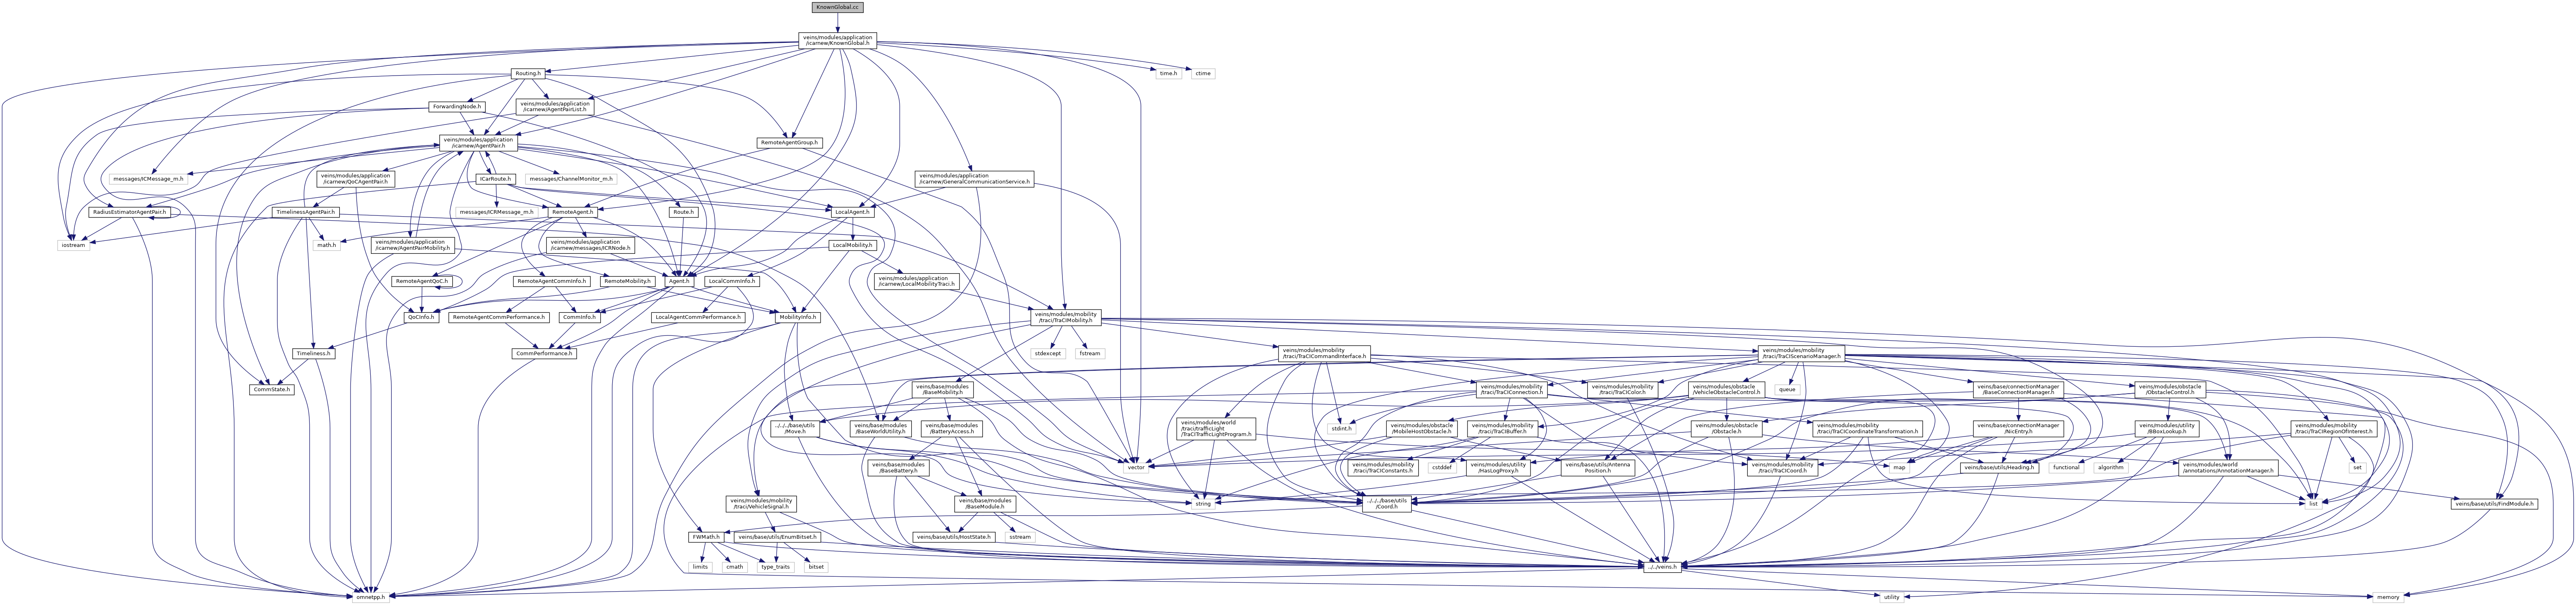 KnownGlobal.cc
veins/modules/application
/icarnew/KnownGlobal.h
Routing.h
time.h
ctime
ForwardingNode.h
veins/modules/application
/icarnew/AgentPairList.h
veins/modules/application
/icarnew/AgentPair.h
RemoteAgentGroup.h
messages/ICMessage_m.h
veins/modules/application
/icarnew/QoCAgentPair.h
ICarRoute.h
messages/ChannelMonitor_m.h
veins/modules/application
/icarnew/GeneralCommunicationService.h
RadiusEstimatorAgentPair.h
TimelinessAgentPair.h
messages/ICRMessage_m.h
RemoteAgent.h
Route.h
LocalAgent.h
iostream
math.h
veins/modules/application
/icarnew/AgentPairMobility.h
veins/modules/application
/icarnew/messages/ICRNode.h
LocalMobility.h
RemoteAgentQoC.h
RemoteAgentCommInfo.h
RemoteMobility.h
Agent.h
LocalCommInfo.h
veins/modules/application
/icarnew/LocalMobilityTraci.h
QoCInfo.h
RemoteAgentCommPerformance.h
CommInfo.h
LocalAgentCommPerformance.h
MobilityInfo.h
veins/modules/mobility
/traci/TraCIMobility.h
Timeliness.h
CommPerformance.h
stdexcept
fstream
veins/modules/mobility
/traci/TraCICommandInterface.h
veins/modules/mobility
/traci/TraCIScenarioManager.h
CommState.h
veins/base/modules
/BaseMobility.h
veins/modules/mobility
/traci/TraCIConnection.h
veins/modules/mobility
/traci/TraCIColor.h
veins/modules/obstacle
/VehicleObstacleControl.h
queue
veins/base/connectionManager
/BaseConnectionManager.h
veins/modules/obstacle
/ObstacleControl.h
../../../base/utils
/Move.h
veins/base/modules
/BaseWorldUtility.h
veins/base/modules
/BatteryAccess.h
veins/modules/world
/traci/trafficLight
/TraCITrafficLightProgram.h
stdint.h
veins/modules/obstacle
/MobileHostObstacle.h
veins/modules/mobility
/traci/TraCIBuffer.h
veins/modules/obstacle
/Obstacle.h
veins/modules/mobility
/traci/TraCICoordinateTransformation.h
veins/base/connectionManager
/NicEntry.h
veins/modules/utility
/BBoxLookup.h
veins/modules/mobility
/traci/TraCIRegionOfInterest.h
veins/base/modules
/BaseBattery.h
vector
veins/modules/mobility
/traci/TraCIConstants.h
cstddef
veins/modules/utility
/HasLogProxy.h
veins/base/utils/Antenna
Position.h
veins/modules/mobility
/traci/TraCICoord.h
map
veins/base/utils/Heading.h
functional
algorithm
veins/modules/world
/annotations/AnnotationManager.h
set
veins/modules/mobility
/traci/VehicleSignal.h
veins/base/modules
/BaseModule.h
string
../../../base/utils
/Coord.h
list
veins/base/utils/FindModule.h
FWMath.h
veins/base/utils/EnumBitset.h
veins/base/utils/HostState.h
sstream
limits
cmath
type_traits
bitset
../../veins.h
omnetpp.h
utility
memory